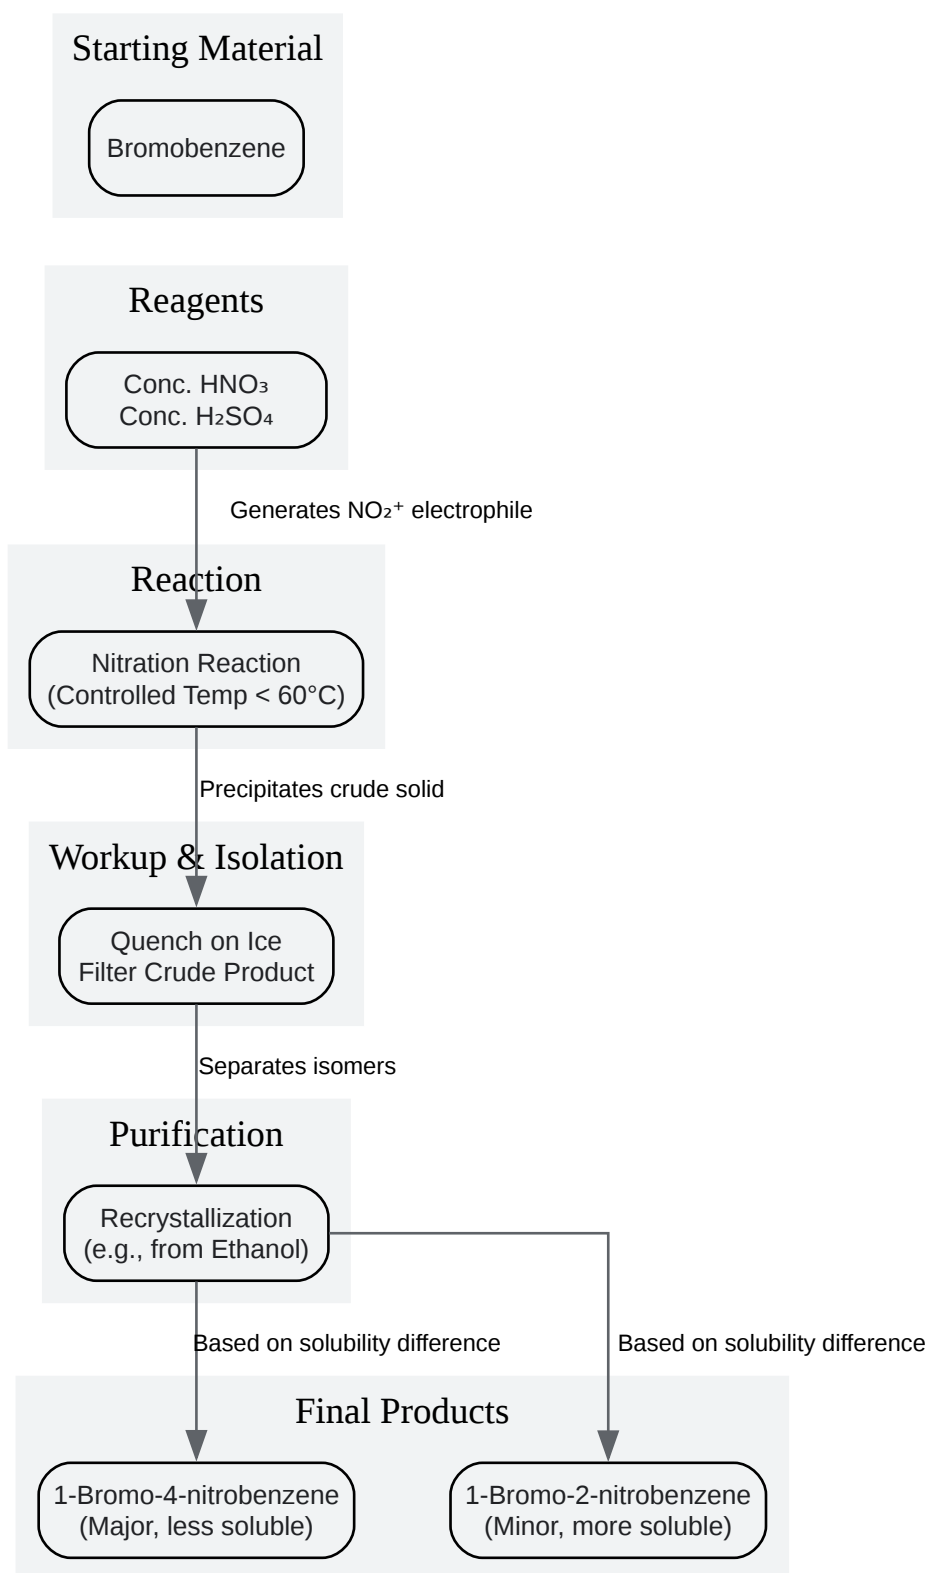 Starting Material
Bromobenzene
Reagents
Conc. HNO₃
Conc. H₂SO₄
Generates NO₂⁺ electrophile
Reaction
Nitration Reaction
(Controlled Temp < 60°C)
Precipitates crude solid
Workup & Isolation
Quench on Ice
Filter Crude Product
Separates isomers
Purification
Recrystallization
(e.g., from Ethanol)
Based on solubility difference
Based on solubility difference
Final Products
1-Bromo-4-nitrobenzene
(Major, less soluble)
1-Bromo-2-nitrobenzene
(Minor, more soluble)